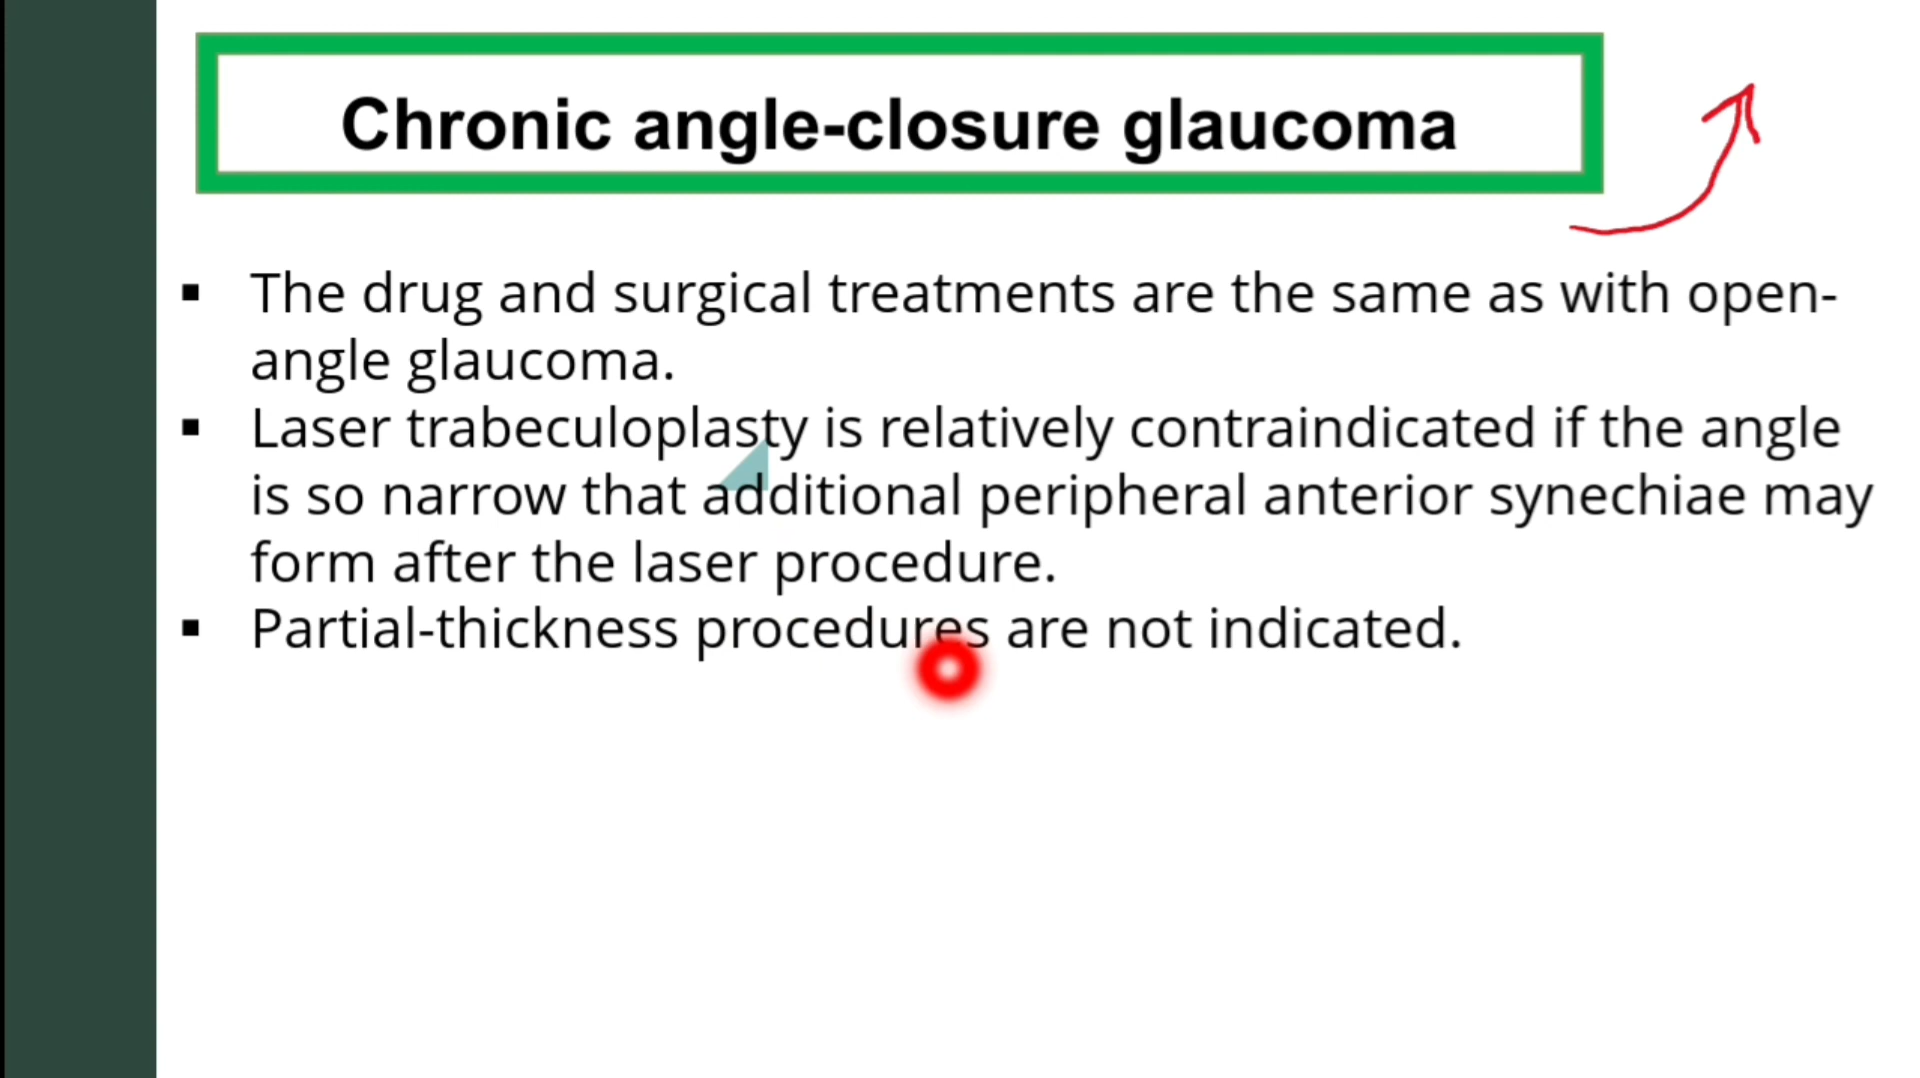 Chronic angle-closure glaucoma
▪ The drug and surgical treatments are the same as with open-
angle glaucoma.
▪ Laser trabeculoplasty is relatively contraindicated if the angle
is so narrow that additional peripheral anterior synechiae may
form after the laser procedure.
▪ Partial-thickness procedures are not indicated.